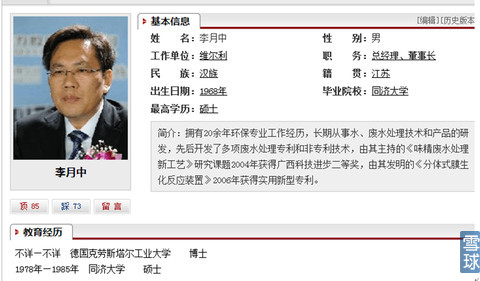 基本信息 [编辑] [历史版本
姓 名：李月中 性 别：男
工作单位：维尔利 职 务：总经理、董事长
民 族：汉族 籍 贯：江苏
出生日期：1968年 毕业院校：同济大学
最高学历：硕士
简介：拥有20余年环保专业工作经历，长期从事水、废水处理技术和产品的研
发，先后开发了多项废水处理专利和非专利技术，由其主持的《味精废水处理
新工艺》研究课题2004年获得广西科技进步二等奖，由其发明的《分体式膜生
化反应装置》2006年获得实用新型专利。
李月中
顶 85 踩 73 留言
教育经历
不详—不详 德国克劳斯塔尔工业大学 博士
1978年—1985年 同济大学 硕士
雪球